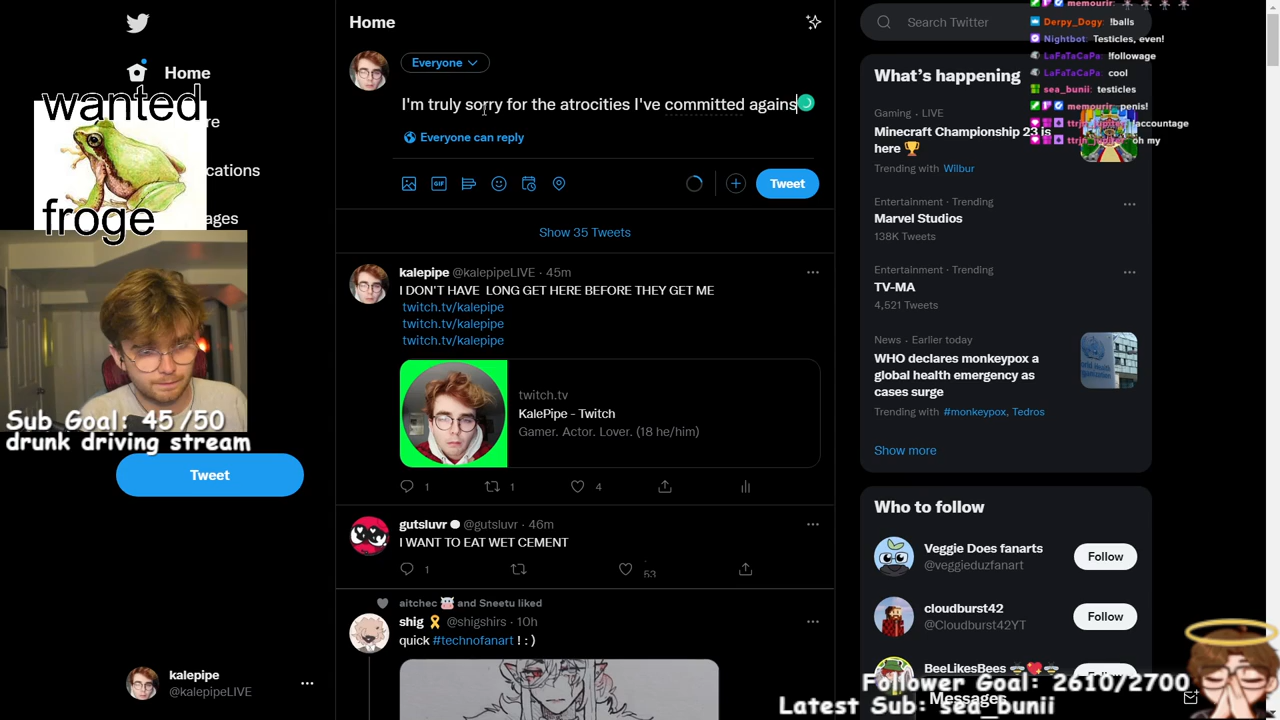 Home
wanted
froge
cations
Sub Goal: 45/50
drunk driving stream
Tweet
kalepipe
@kalepipeLIVE
Home
Everyone
I'm truly sorry for the atrocities I've committed agains
Everyone can reply
GIF
Tweet
Show 35 Tweets
kalepipe @kalepipeLIVE · 45m
I DON'T HAVE LONG GET HERE BEFORE THEY GET ME
twitch.tv/kalepipe
twitch.tv/kalepipe
twitch.tv/kalepipe
twitch.tv
KalePipe - Twitch
Gamer. Actor. Lover. (18 he/him)
1 1 4
gutsluvr @gutsluvr · 46m
I WANT TO EAT WET CEMENT
1 53
aitchec and Sneetu liked
shig @shigshirs · 10h
quick #technofanart ! : )
Search Twitter
memourir:
Derpy_Dogy: !balls
Nightbot: Testicles, even!
LaFaTaCaPa: !followage
LaFaTaCaPa: cool
sea_bunii: testicles
memourir: penis!
/accountage
oh my
What's happening
Gaming · LIVE
Minecraft Championship 23 is
here 🏆
Trending with Wilbur
Entertainment · Trending
Marvel Studios
138K Tweets
Entertainment · Trending
TV-MA
4,521 Tweets
News · Earlier today
WHO declares monkeypox a
global health emergency as
cases surge
Trending with #monkeypox, Tedros
Show more
Who to follow
Veggie Does fanarts
@veggieduzfanart
Follow
cloudburst42
@Cloudburst42YT
Follow
BeeLikesBees
Messages
Follower Goal: 2610/2700
Latest Sub: sea_bunii